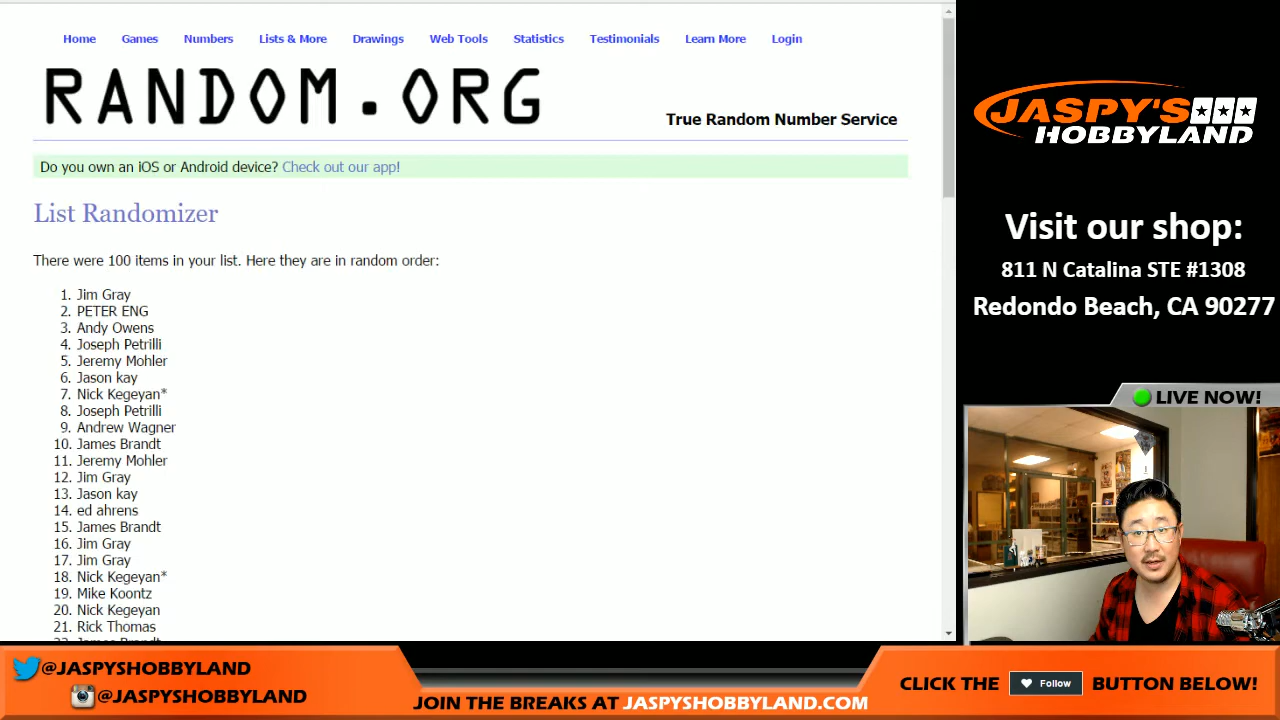 Home Games Numbers Lists & More Drawings Web Tools Statistics Testimonials Learn More Login
RANDOM.ORG
True Random Number Service
Do you own an iOS or Android device? Check out our app!
List Randomizer
There were 100 items in your list. Here they are in random order:
1. Jim Gray
2. PETER ENG
3. Andy Owens
4. Joseph Petrilli
5. Jeremy Mohler
6. Jason kay
7. Nick Kegeyan*
8. Joseph Petrilli
9. Andrew Wagner
10. James Brandt
11. Jeremy Mohler
12. Jim Gray
13. Jason kay
14. ed ahrens
15. James Brandt
16. Jim Gray
17. Jim Gray
18. Nick Kegeyan*
19. Mike Koontz
20. Nick Kegeyan
21. Rick Thomas
22. James Brandt
JASPY'S
HOBBYLAND
Visit our shop:
811 N Catalina STE #1308
Redondo Beach, CA 90277
LIVE NOW!
@JASPYSHOBBYLAND
@JASPYSHOBBYLAND
JOIN THE BREAKS AT JASPYSHOBBYLAND.COM
CLICK THE Follow BUTTON BELOW!